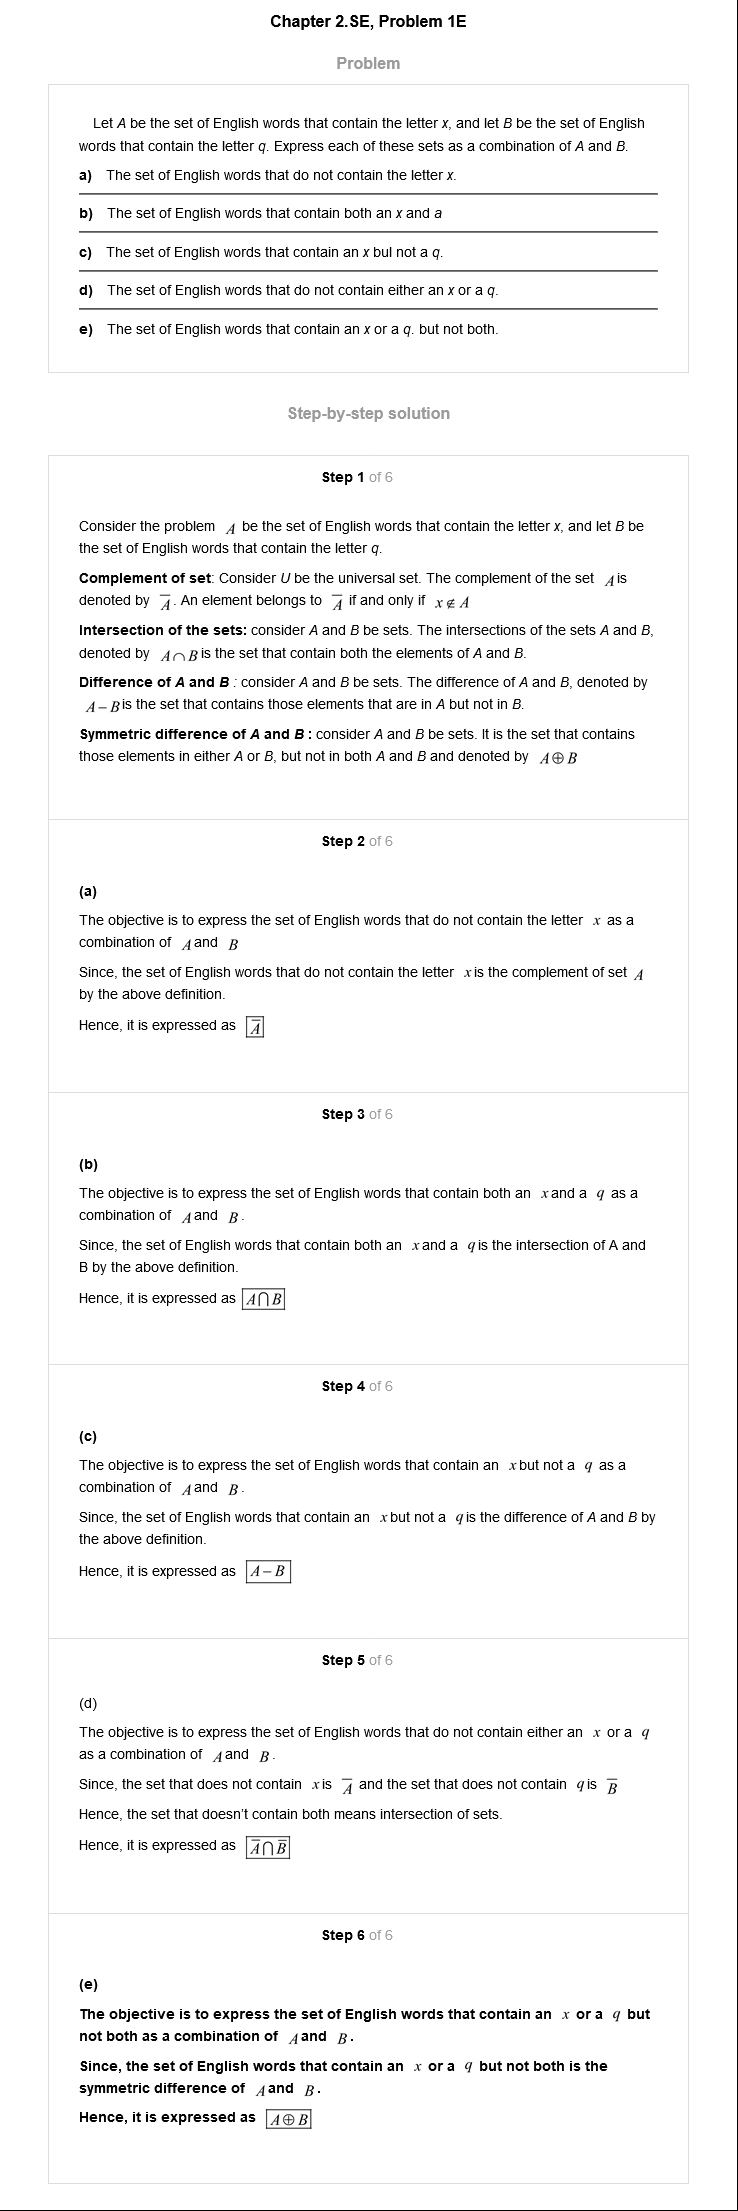 Chapter 2.SE, Problem 1E
Problem
Let A be the set of English words that contain the letter x, and let B be the set of English
words that contain the letter q. Express each of these sets as a combination of A and B.
a) The set of English words that do not contain the letter x.
b) The set of English words that contain both an x and a
c) The set of English words that contain an x bul not a q.
d) The set of English words that do not contain either an x or a q.
e) The set of English words that contain an x or a q. but not both.
Step-by-step solution
Step 1 of 6
Consider the problem A be the set of English words that contain the letter x, and let B be
the set of English words that contain the letter q.
Complement of set: Consider U be the universal set. The complement of the set A is
denoted by A̅. An element belongs to A̅ if and only if x ∉ A
Intersection of the sets: consider A and B be sets. The intersections of the sets A and B,
denoted by A∩B is the set that contain both the elements of A and B.
Difference of A and B : consider A and B be sets. The difference of A and B, denoted by
A−B is the set that contains those elements that are in A but not in B.
Symmetric difference of A and B : consider A and B be sets. It is the set that contains
those elements in either A or B, but not in both A and B and denoted by A⊕B
Step 2 of 6
(a)
The objective is to express the set of English words that do not contain the letter x as a
combination of A and B
Since, the set of English words that do not contain the letter x is the complement of set A
by the above definition.
Hence, it is expressed as A̅
Step 3 of 6
(b)
The objective is to express the set of English words that contain both an x and a q as a
combination of A and B.
Since, the set of English words that contain both an x and a q is the intersection of A and
B by the above definition.
Hence, it is expressed as A∩B
Step 4 of 6
(c)
The objective is to express the set of English words that contain an x but not a q as a
combination of A and B.
Since, the set of English words that contain an x but not a q is the difference of A and B by
the above definition.
Hence, it is expressed as A−B
Step 5 of 6
(d)
The objective is to express the set of English words that do not contain either an x or a q
as a combination of A and B.
Since, the set that does not contain x is A̅ and the set that does not contain q is B̅
Hence, the set that doesn't contain both means intersection of sets.
Hence, it is expressed as A̅∩B̅
Step 6 of 6
(e)
The objective is to express the set of English words that contain an x or a q but
not both as a combination of A and B.
Since, the set of English words that contain an x or a q but not both is the
symmetric difference of A and B.
Hence, it is expressed as A⊕B